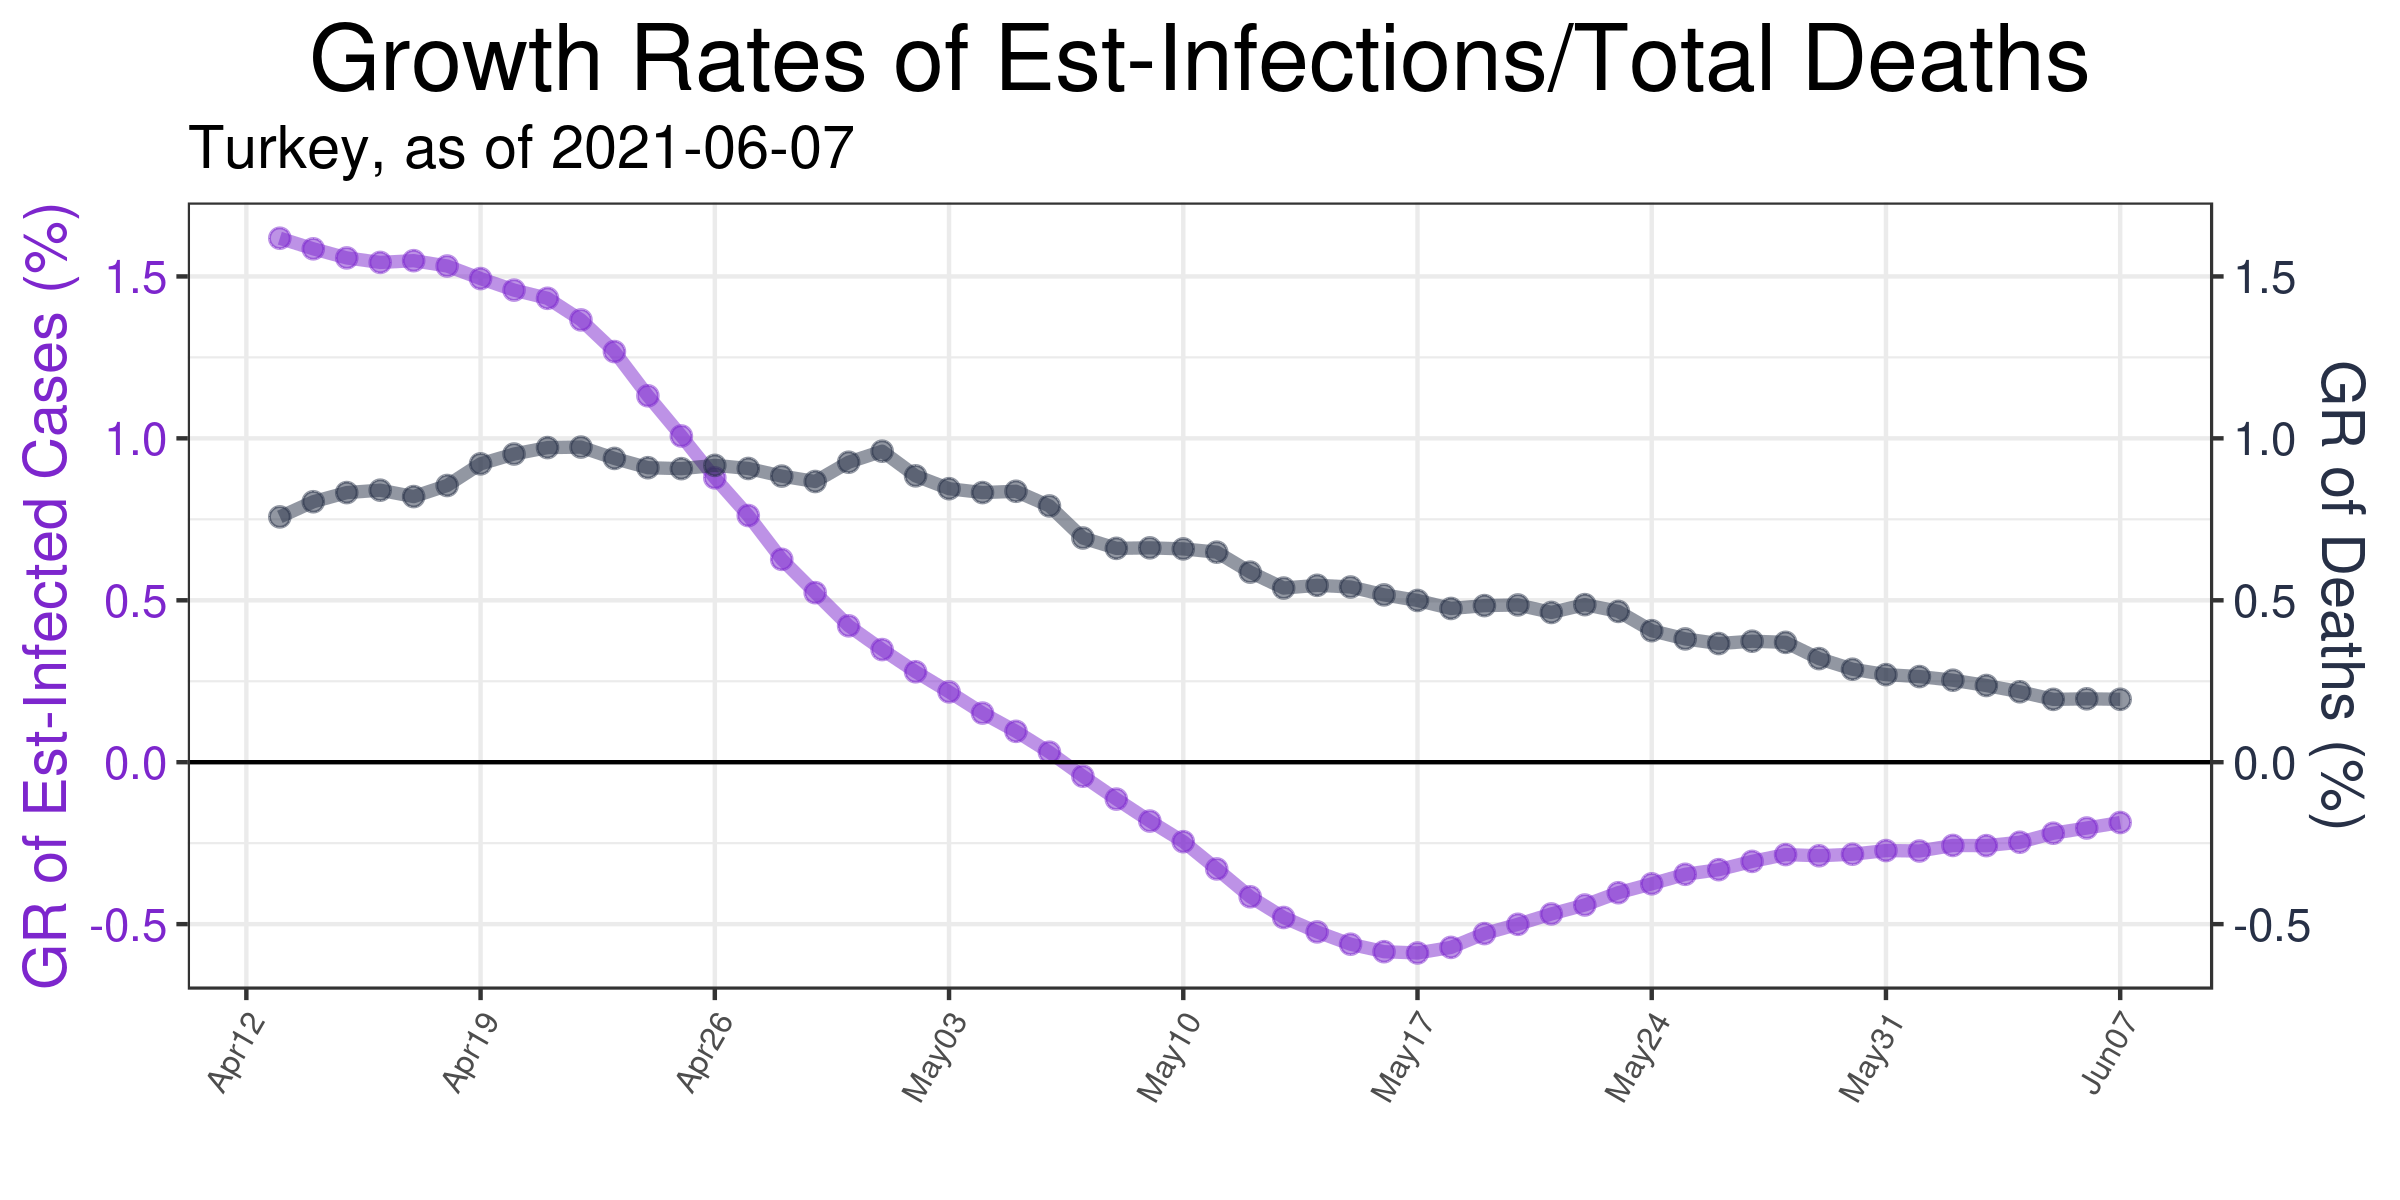 Growth Rates of Est-Infections/Total Deaths
Turkey, as of 2021-06-07
GR of Est-Infected Cases (%)
1.5
1.0
0.5
0.0
-0.5
1.5
1.0
0.5
0.0
-0.5
GR of Deaths (%)
Apr12
Apr19
Apr26
May03
May10
May17
May24
May31
Jun07